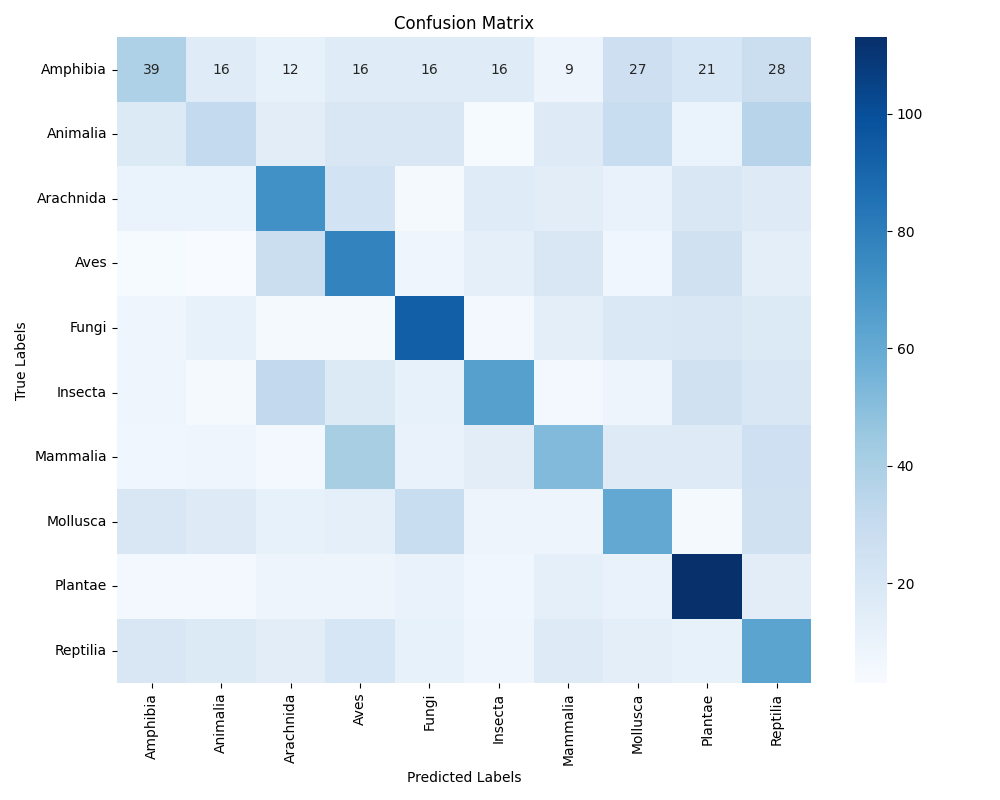 Confusion Matrix
Amphibia 39 16 12 16 16 16 9 27 21 28
Animalia
Arachnida
Aves
Fungi
Insecta
Mammalia
Mollusca
Plantae
Reptilia
True Labels
Amphibia Animalia Arachnida Aves Fungi Insecta Mammalia Mollusca Plantae Reptilia
Predicted Labels
100
80
60
40
20